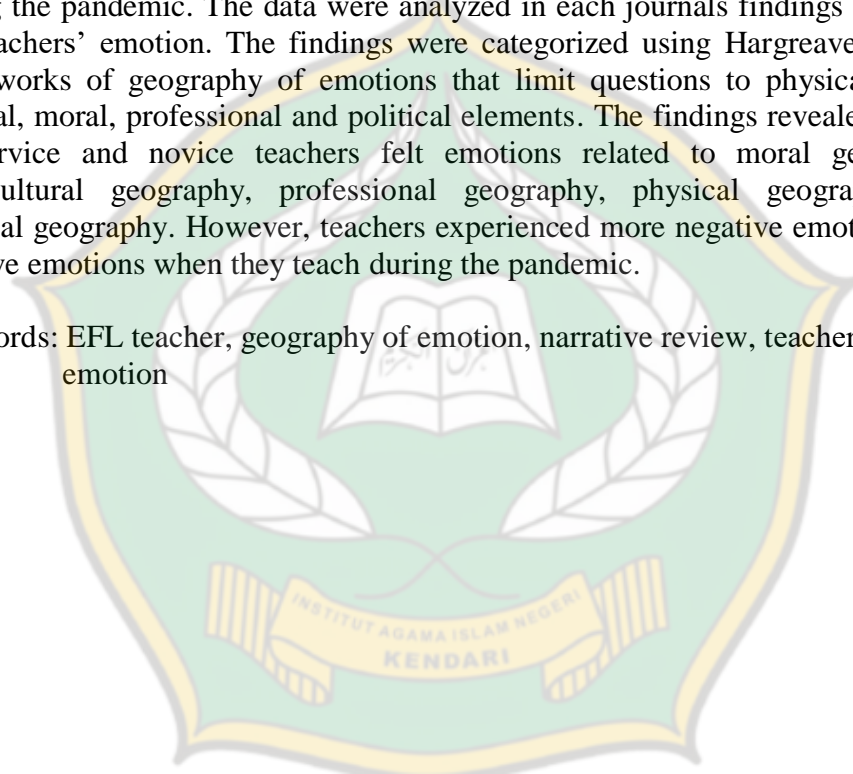 g the pandemic. The data were analyzed in each journals findings
achers’ emotion. The findings were categorized using Hargreave
works of geography of emotions that limit questions to physica
al, moral, professional and political elements. The findings reveale
rvice and novice teachers felt emotions related to moral ge
ultural geography, professional geography, physical geogra
al geography. However, teachers experienced more negative emot
ve emotions when they teach during the pandemic.
ords: EFL teacher, geography of emotion, narrative review, teacher
emotion
INSTITUT AGAMA ISLAM NEGERI
KENDARI